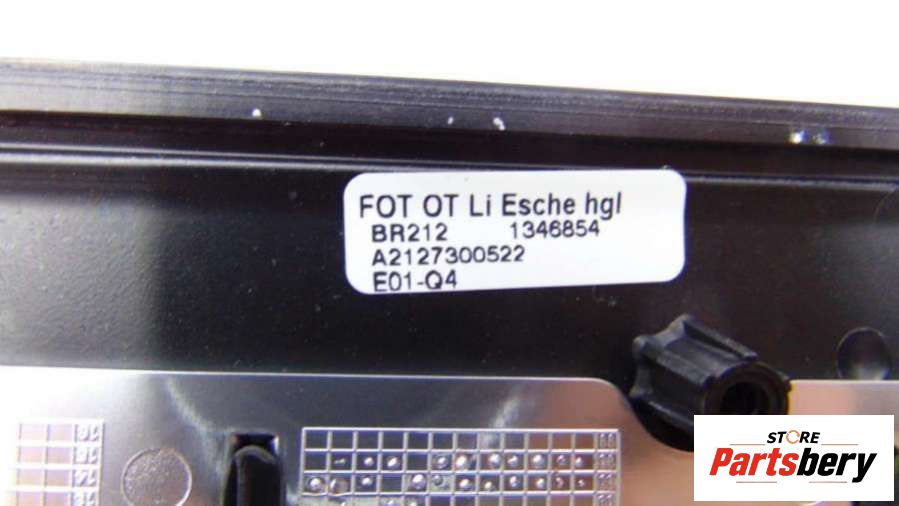 FOT OT Li Esche hgl
BR212 1346854
A2127300522
E01-Q4
STORE
Partsbery